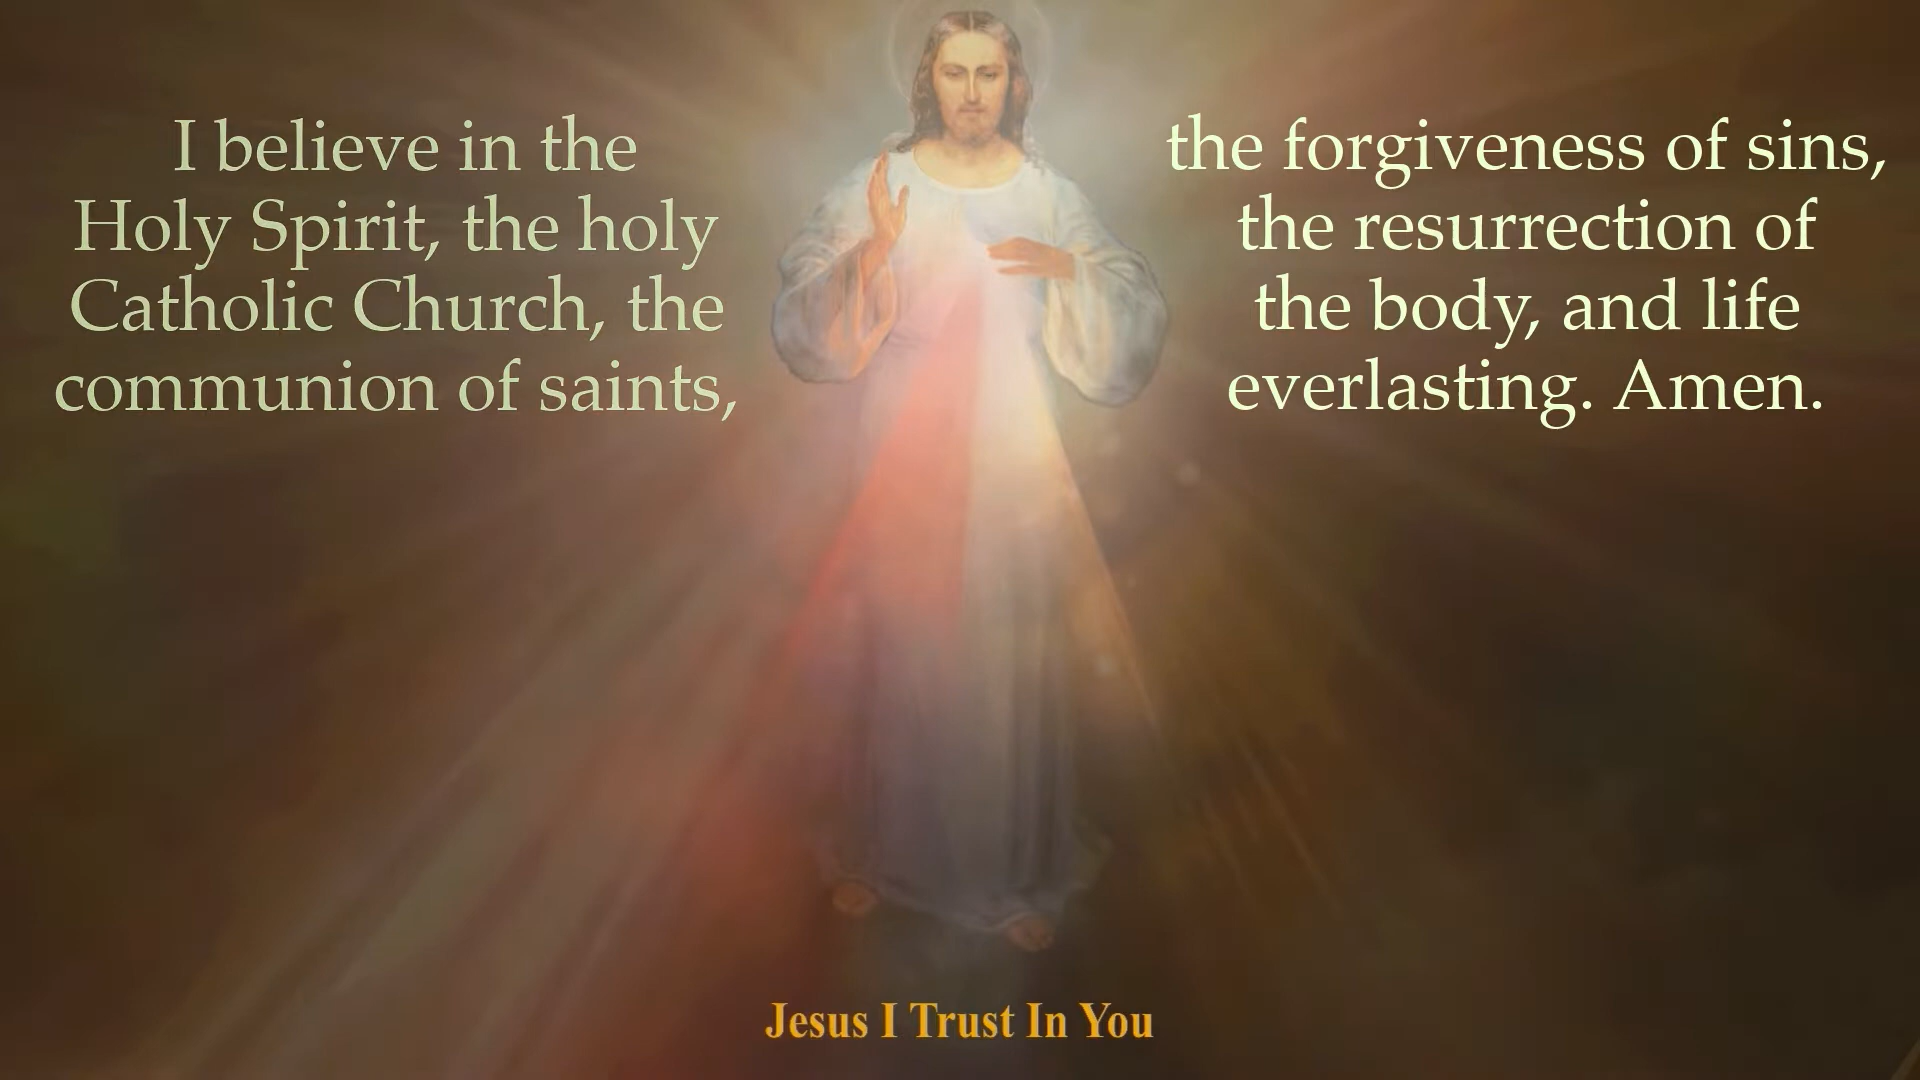 I believe in the
Holy Spirit, the holy
Catholic Church, the
communion of saints,
the forgiveness of sins,
the resurrection of
the body, and life
everlasting. Amen.
Jesus I Trust In You